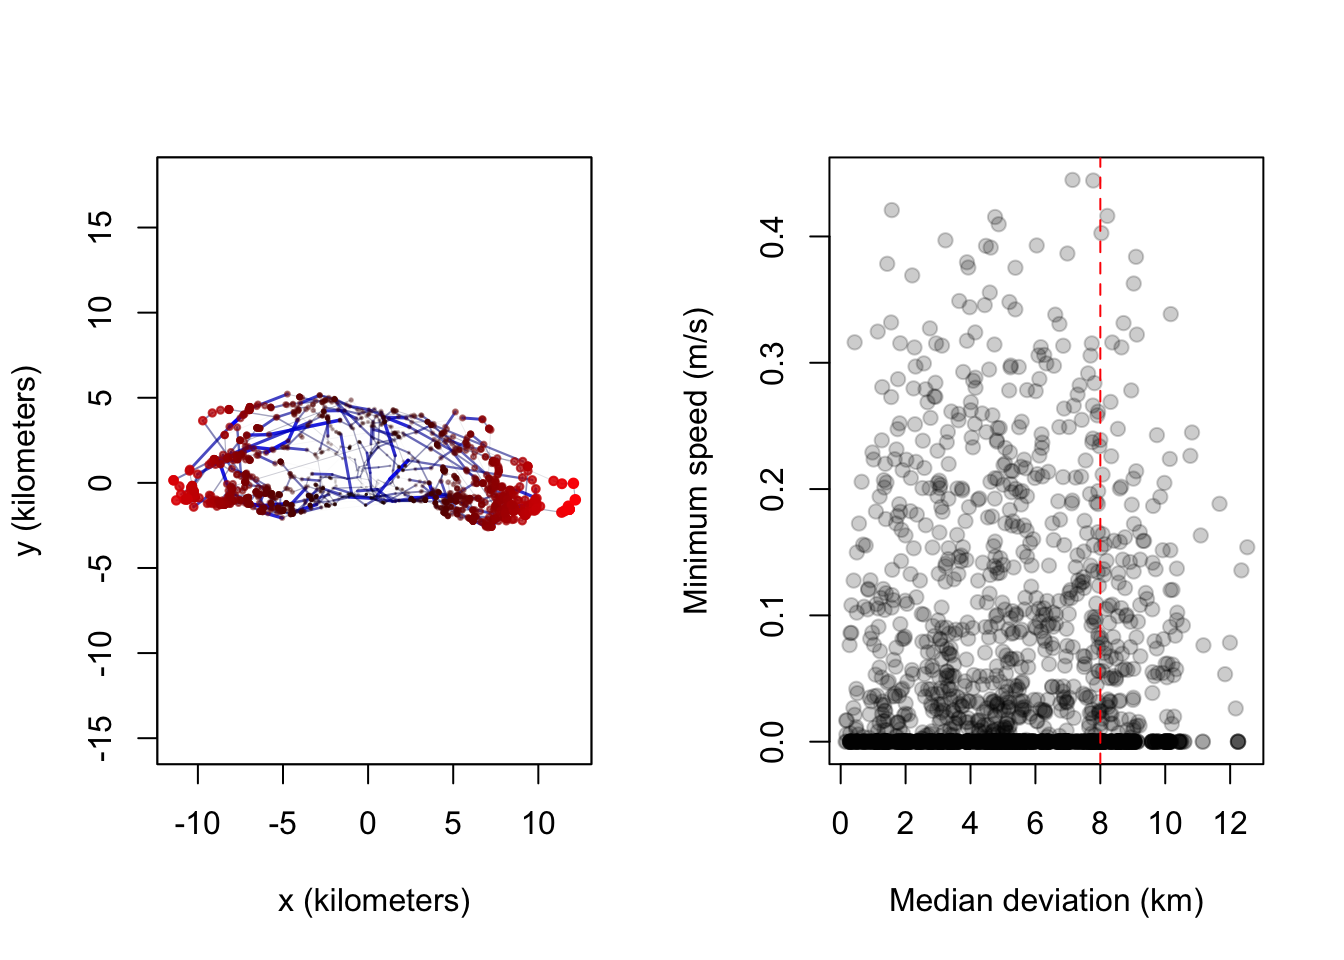 15
10
5
0
-5
-10
-15
y (kilometers)
-10 -5 0 5 10
x (kilometers)
0.4
0.3
0.2
0.1
0.0
Minimum speed (m/s)
0 2 4 6 8 10 12
Median deviation (km)